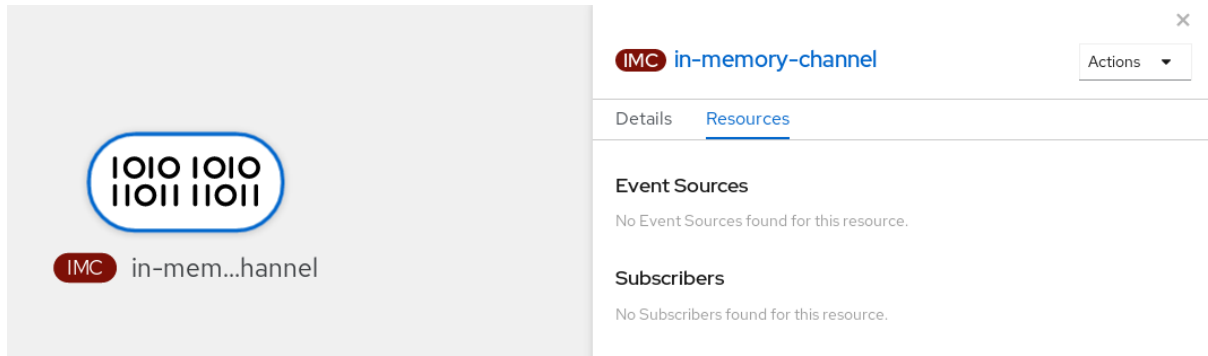 1010 1010
11011 11011
IMC in-mem...hannel
IMC in-memory-channel
Actions
Details Resources
Event Sources
No Event Sources found for this resource.
Subscribers
No Subscribers found for this resource.